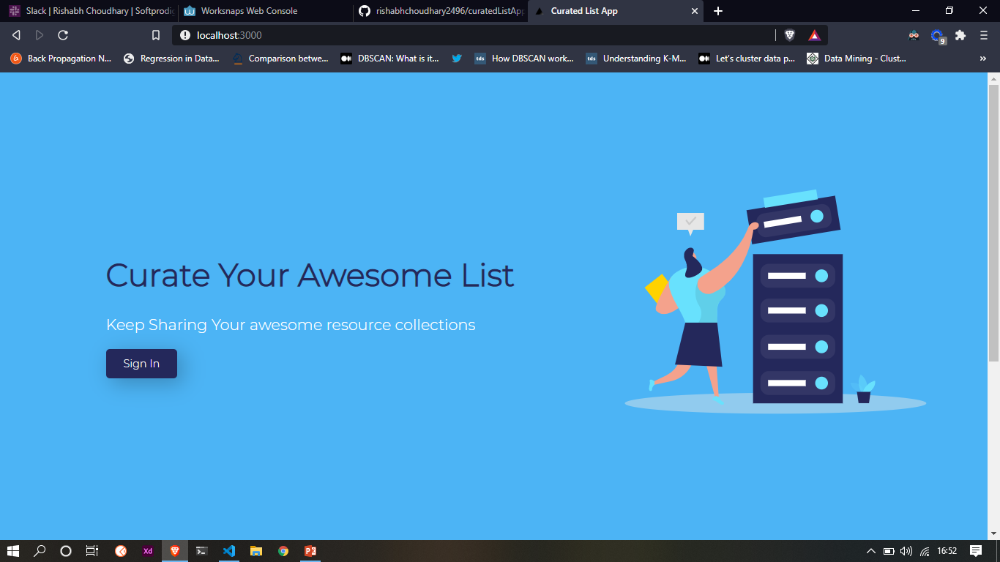 Slack | Rishabh Choudhary | Softprodig
Worksnaps Web Console
rishabhchoudhary2496/curatedListApp
Curated List App
localhost:3000
9
Back Propagation N...
Regression in Data...
Comparison betwe...
DBSCAN: What is it...
tds
How DBSCAN work...
tds
Understanding K-M...
Let's cluster data p...
Data Mining - Clust...
Curate Your Awesome List
Keep Sharing Your awesome resource collections
Sign In
Xd
16:52